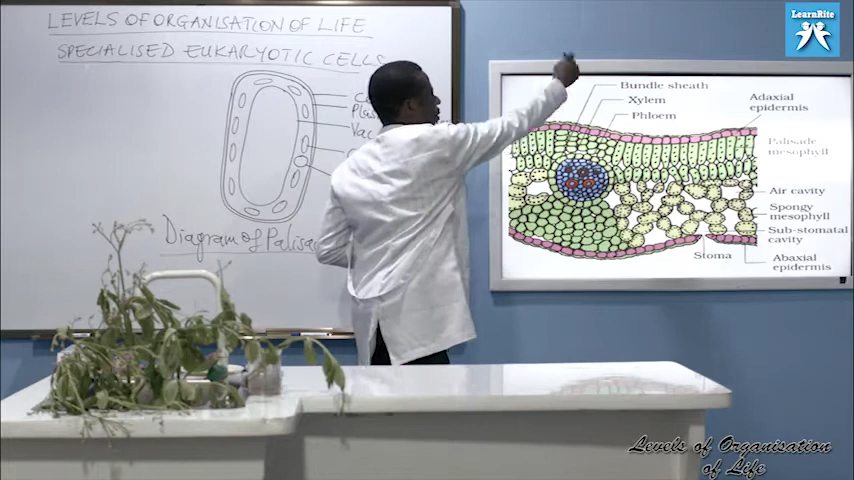 LEVELS OF ORGANISATION OF LIFE
SPECIALISED EUKARYOTIC CELLS
Plas
Vac
Diagram of Palisa
LearnRite
Bundle sheath
Xylem
Phloem
Adaxial
epidermis
Palisade
mesophyll
Air cavity
Spongy
mesophyll
Sub-stomatal
cavity
Stoma
Abaxial
epidermis
Levels of Organisation
of Life